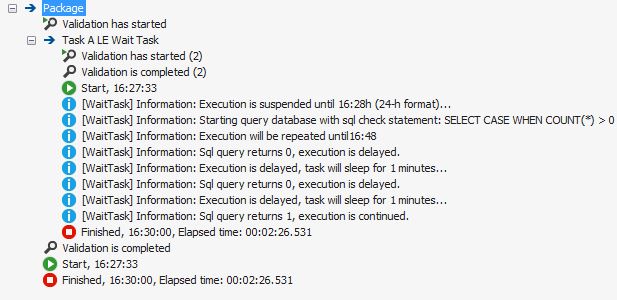 Package
Validation has started
Task A LE Wait Task
Validation has started (2)
Validation is completed (2)
Start, 16:27:33
[WaitTask] Information: Execution is suspended until 16:28h (24-h format)...
[WaitTask] Information: Starting query database with sql check statement: SELECT CASE WHEN COUNT(*) > 0
[WaitTask] Information: Execution will be repeated until16:48
[WaitTask] Information: Sql query returns 0, execution is delayed.
[WaitTask] Information: Execution is delayed, task will sleep for 1 minutes...
[WaitTask] Information: Sql query returns 0, execution is delayed.
[WaitTask] Information: Execution is delayed, task will sleep for 1 minutes...
[WaitTask] Information: Sql query returns 1, execution is continued.
Finished, 16:30:00, Elapsed time: 00:02:26.531
Validation is completed
Start, 16:27:33
Finished, 16:30:00, Elapsed time: 00:02:26.531